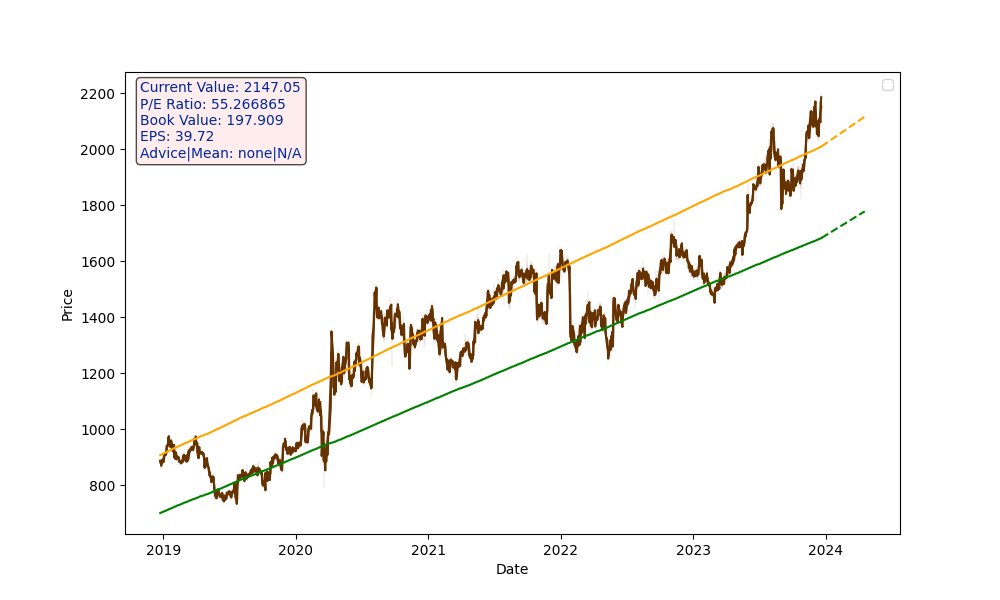 Current Value: 2147.05
P/E Ratio: 55.266865
Book Value: 197.909
EPS: 39.72
Advice|Mean: none|N/A
2200
2000
1800
1600
1400
1200
1000
800
Price
2019 2020 2021 2022 2023 2024
Date